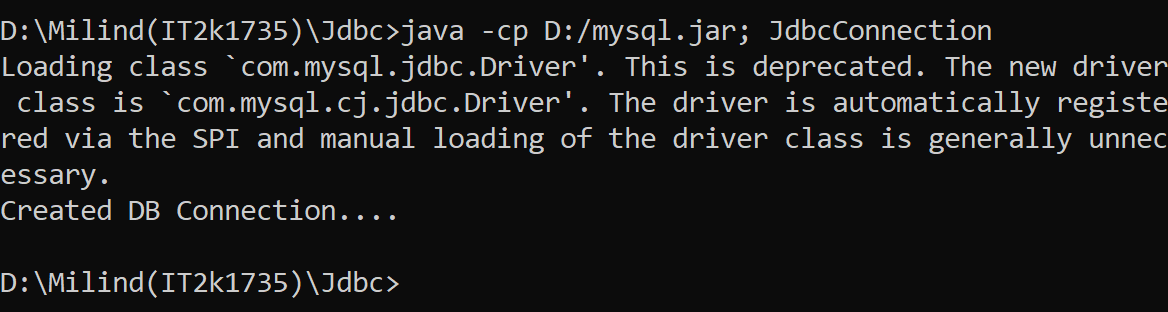 D:\Milind(IT2k1735)\Jdbc>java -cp D:/mysql.jar; JdbcConnection
Loading class `com.mysql.jdbc.Driver'. This is deprecated. The new driver
 class is `com.mysql.cj.jdbc.Driver'. The driver is automatically registe
red via the SPI and manual loading of the driver class is generally unnec
essary.
Created DB Connection....
D:\Milind(IT2k1735)\Jdbc>